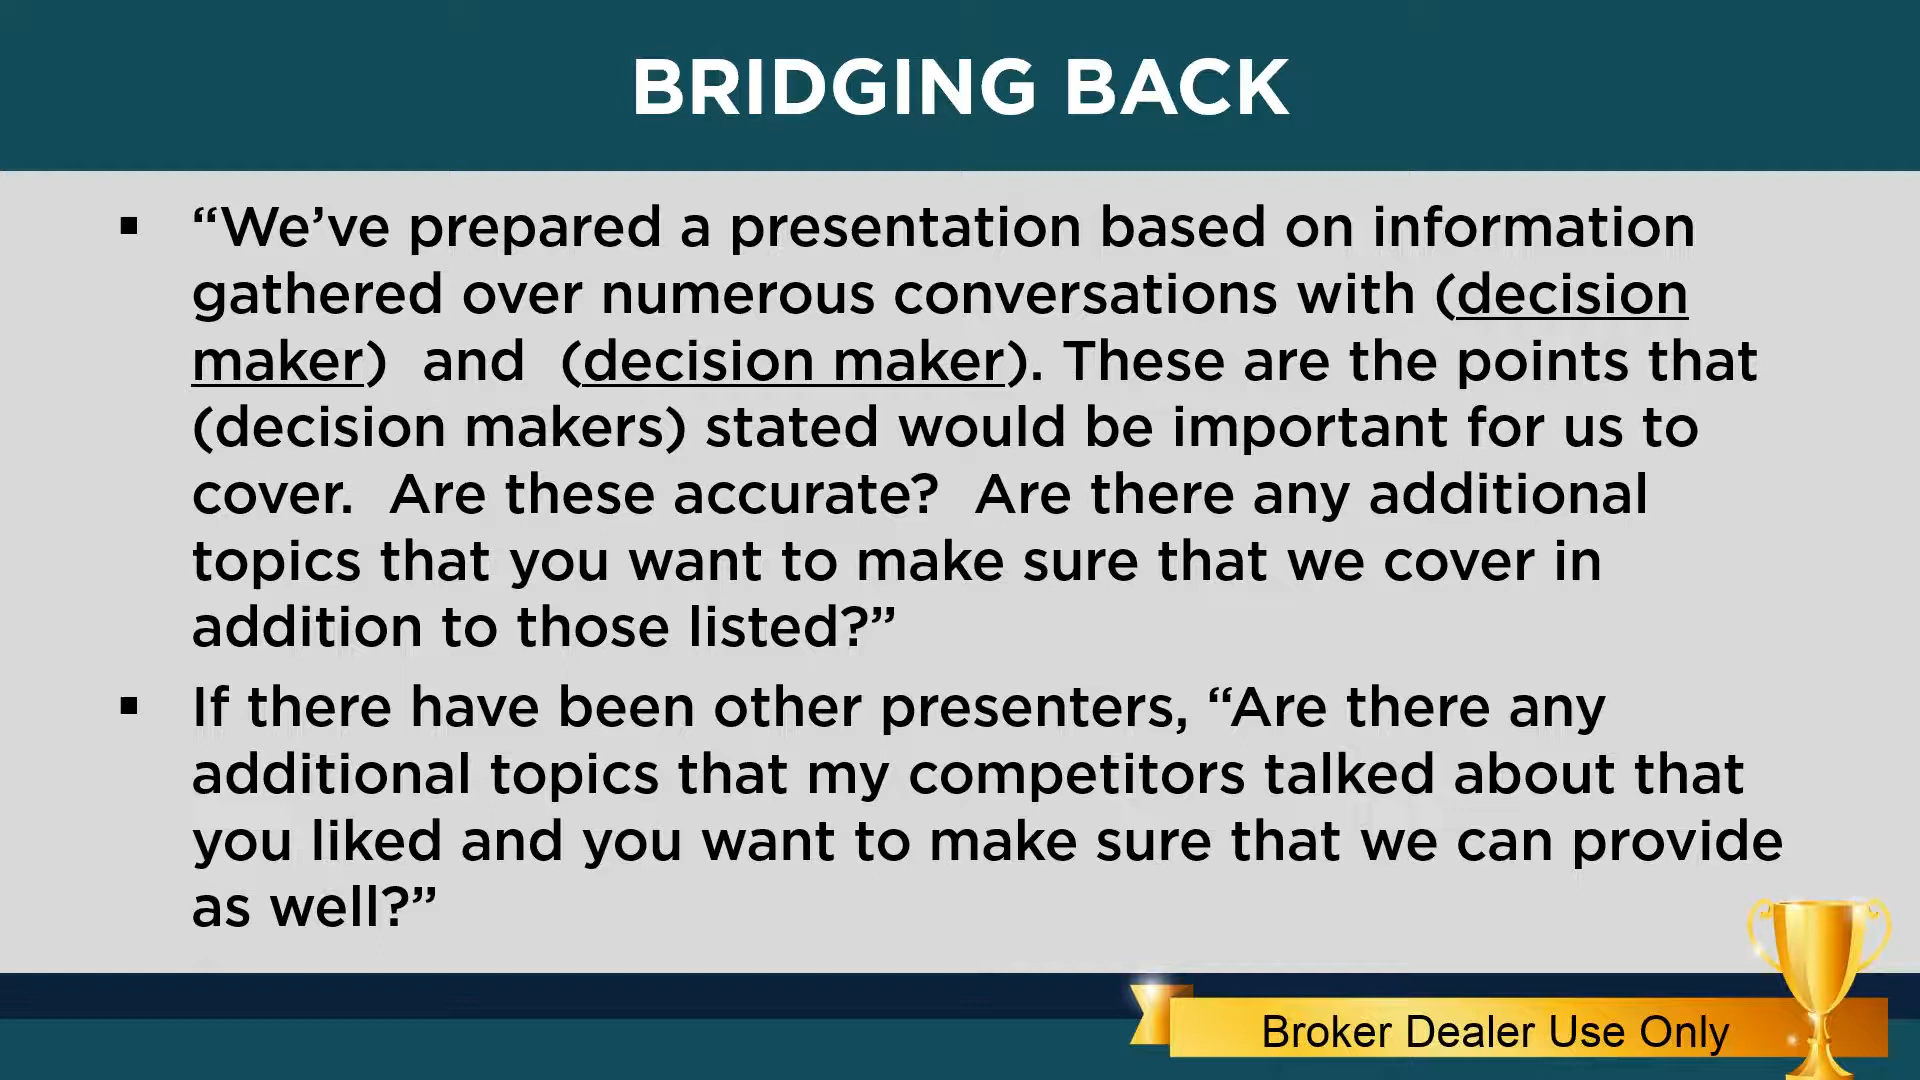 BRIDGING BACK
▪ “We’ve prepared a presentation based on information
gathered over numerous conversations with (decision
maker)  and  (decision maker). These are the points that
(decision makers) stated would be important for us to
cover.  Are these accurate?  Are there any additional
topics that you want to make sure that we cover in
addition to those listed?”
▪ If there have been other presenters, “Are there any
additional topics that my competitors talked about that
you liked and you want to make sure that we can provide
as well?”
Broker Dealer Use Only